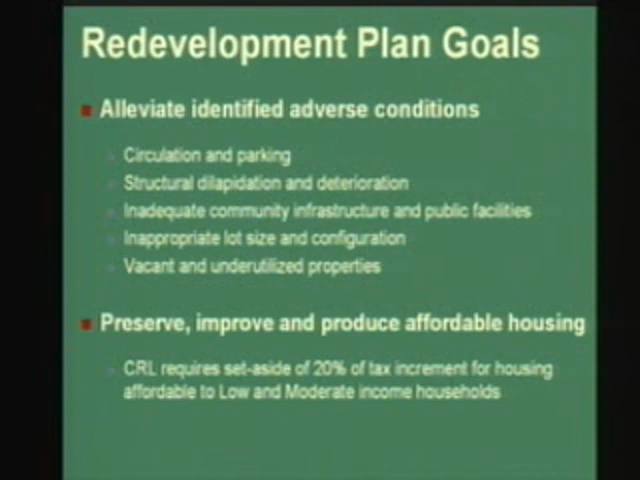 Redevelopment Plan Goals
Alleviate identified adverse conditions
Circulation and parking
Structural dilapidation and deterioration
Inadequate community infrastructure and public facilities
Inappropriate lot size and configuration
Vacant and underutilized properties
Preserve, improve and produce affordable housing
CRL requires set-aside of 20% of tax increment for housing
affordable to Low and Moderate income households